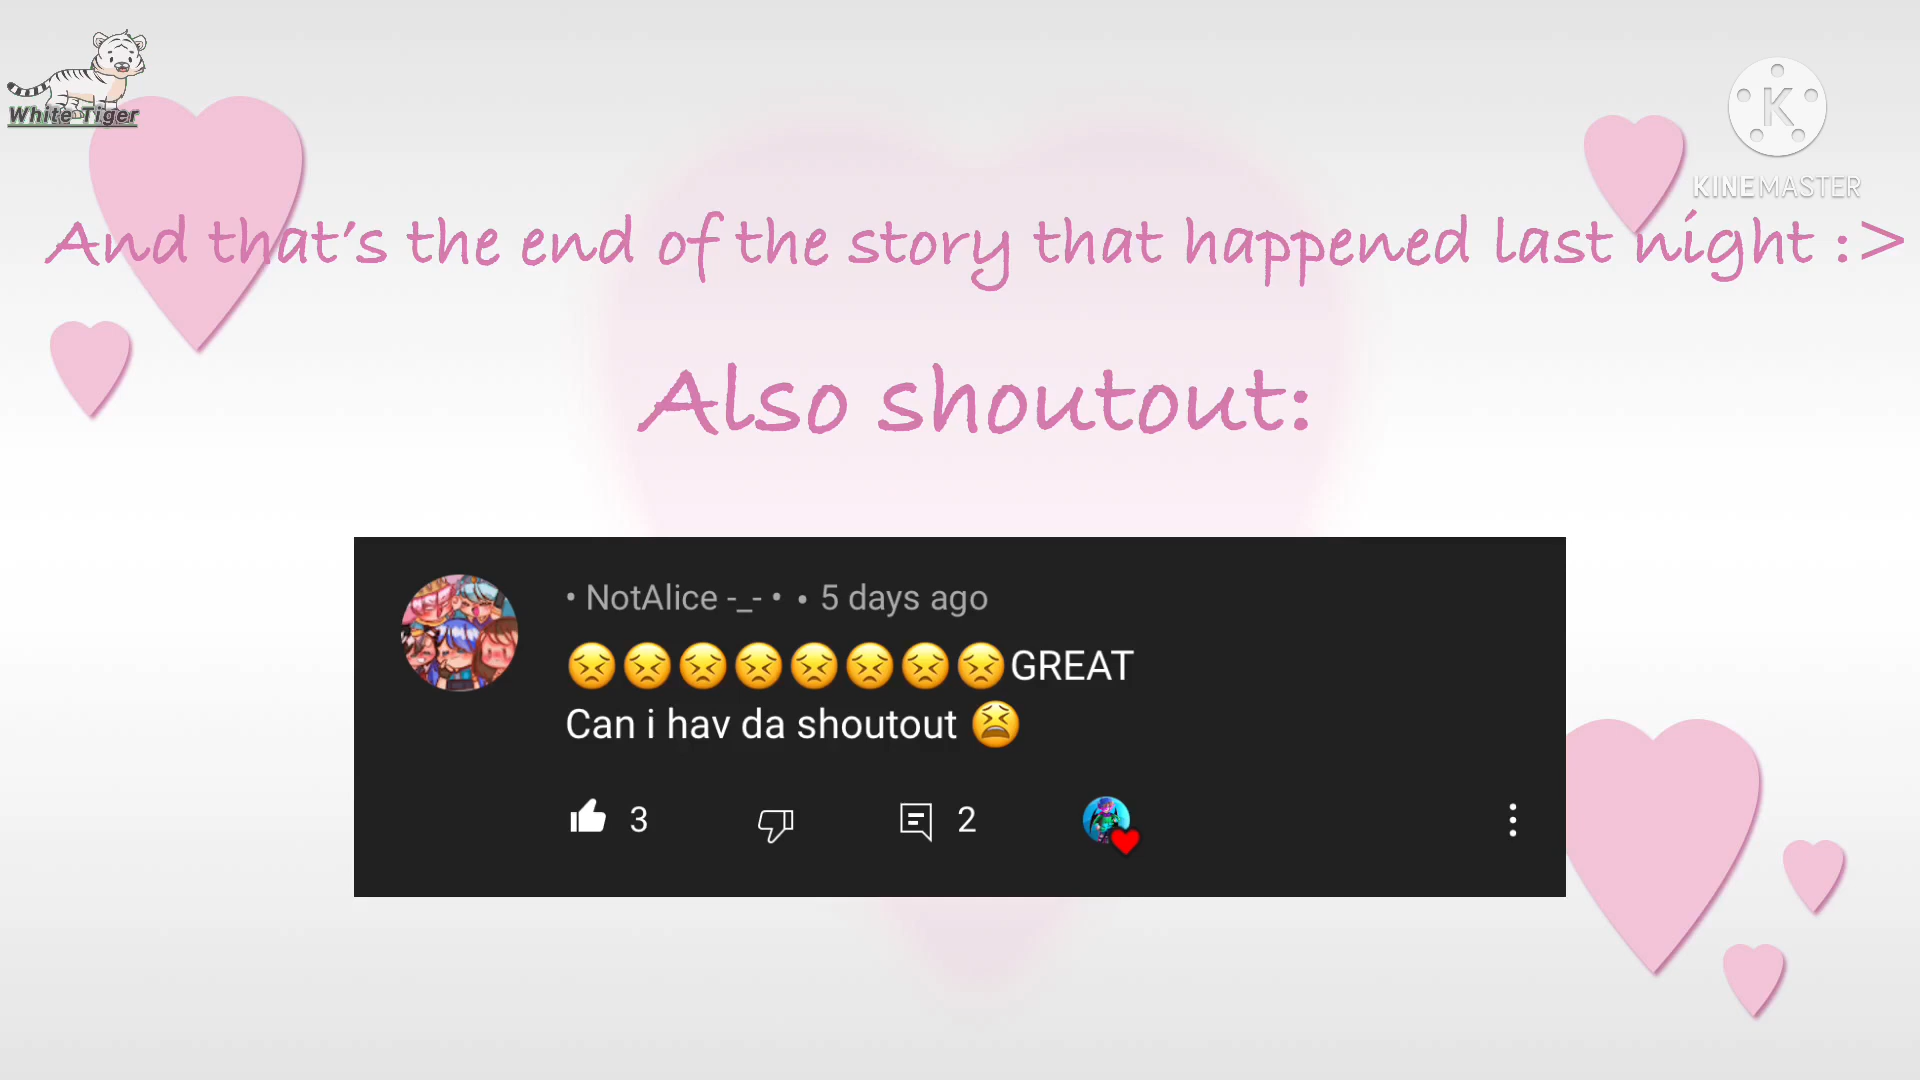 White Tiger
K
KINEMASTER
And that's the end of the story that happened last night :>
Also shoutout:
• NotAlice -_- • • 5 days ago
😣😣😣😣😣😣😣😣GREAT
Can i hav da shoutout 😫
3 2